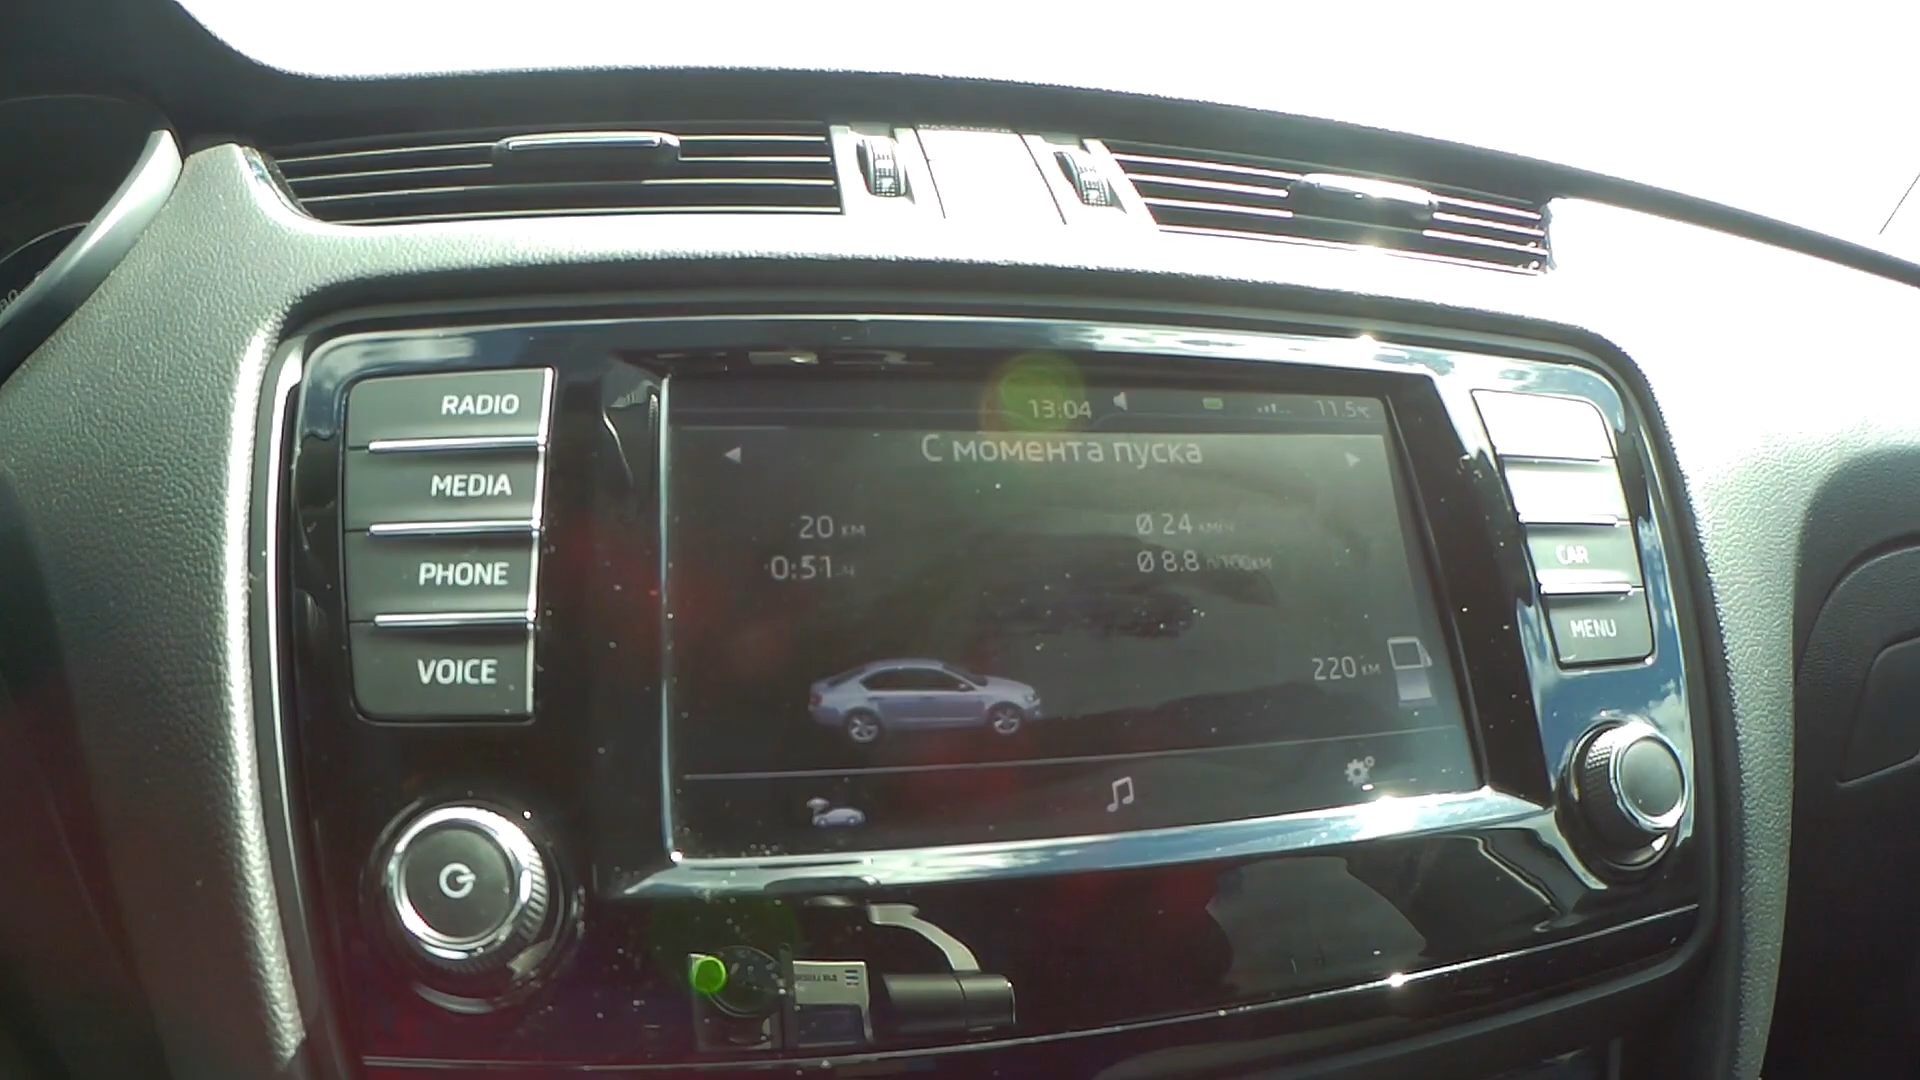 RADIO
MEDIA
PHONE
VOICE
13:04
11.5°C
С момента пуска
20 км
Ø 24 км/ч
0:51 ч
Ø 8.8 л/100км
220 км
CAR
MENU